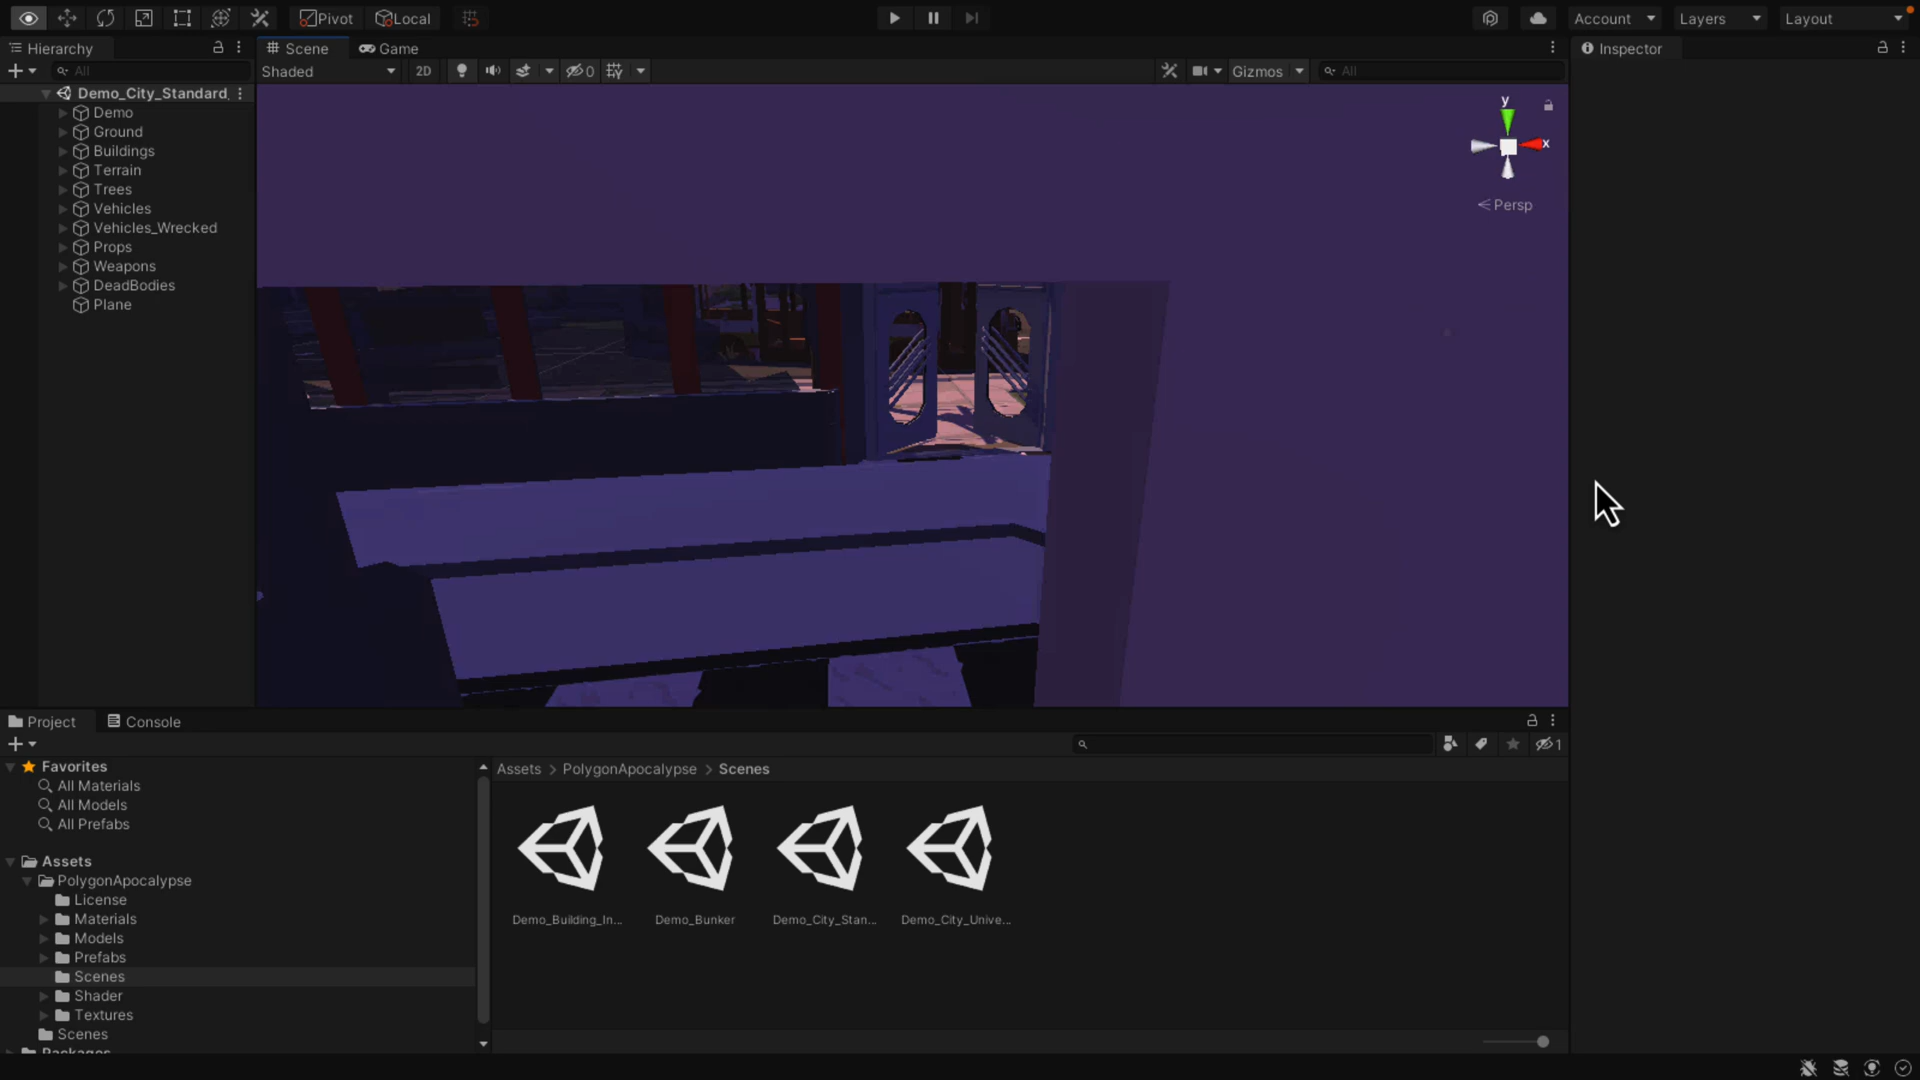 Pivot
Local
Account
Layers
Layout
Hierarchy
Scene
Game
Inspector
All
Shaded
2D
0
Gizmos
All
Demo_City_Standard
Demo
Ground
Buildings
Terrain
Trees
Vehicles
Vehicles_Wrecked
Props
Weapons
DeadBodies
Plane
y
x
Persp
Project
Console
1
Favorites
All Materials
All Models
All Prefabs
Assets
PolygonApocalypse
License
Materials
Models
Prefabs
Scenes
Shader
Textures
Scenes
Packages
Assets > PolygonApocalypse > Scenes
Demo_Building_In...
Demo_Bunker
Demo_City_Stan...
Demo_City_Unive...